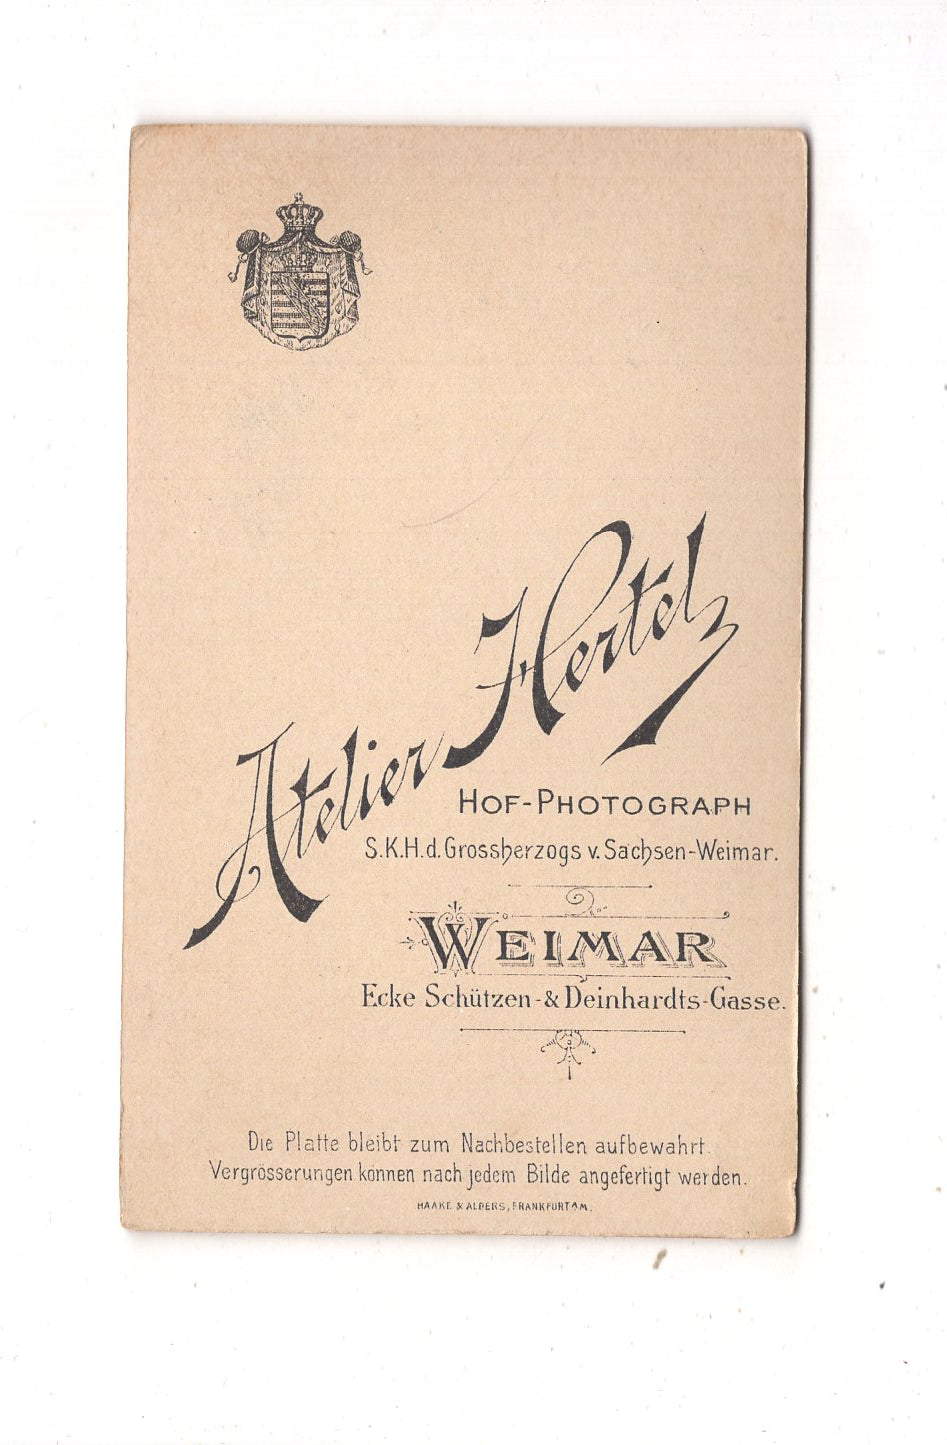 Atelier Hertel
HOF-PHOTOGRAPH
S.K.H.d.Grossherzogs v. Sachsen-Weimar.
WEIMAR
Ecke Schützen-& Deinhardts-Gasse.
Die Platte bleibt zum Nachbestellen aufbewahrt.
Vergrösserungen können nach jedem Bilde angefertigt werden.
HAAKE & ALBERS, FRANKFURT A/M.